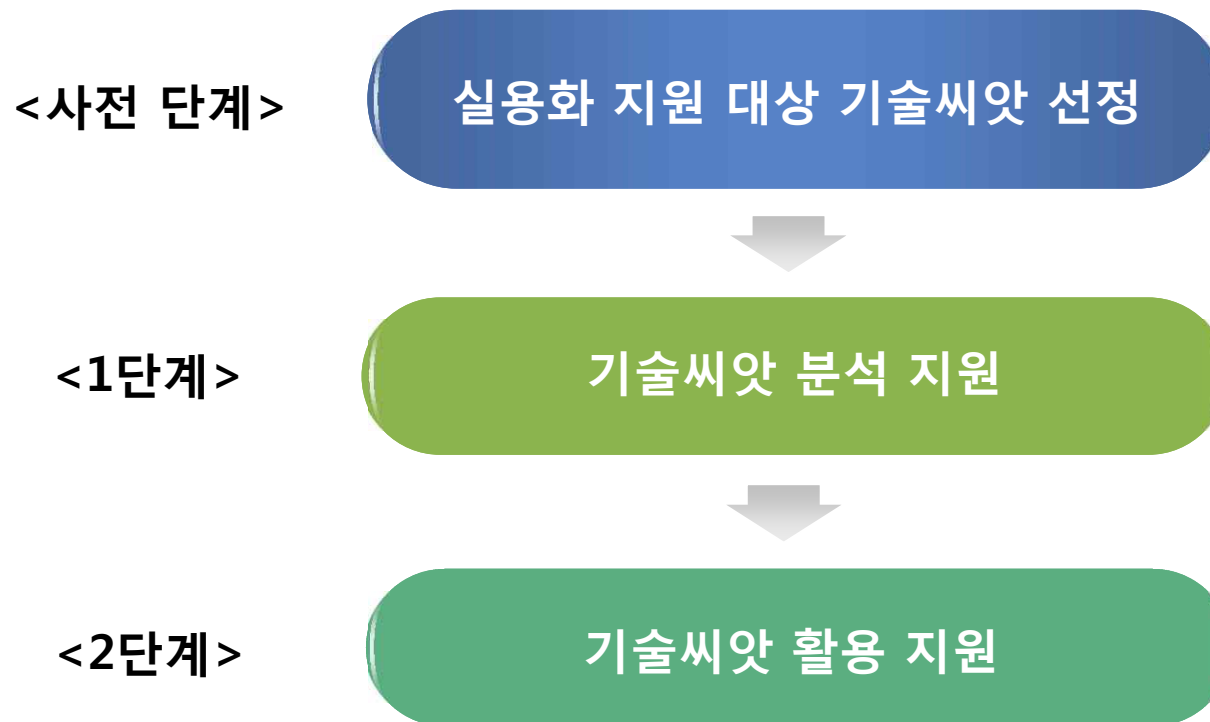 <사전 단계>
실용화 지원 대상 기술씨앗 선정
<1단계>
기술씨앗 분석 지원
<2단계>
기술씨앗 활용 지원